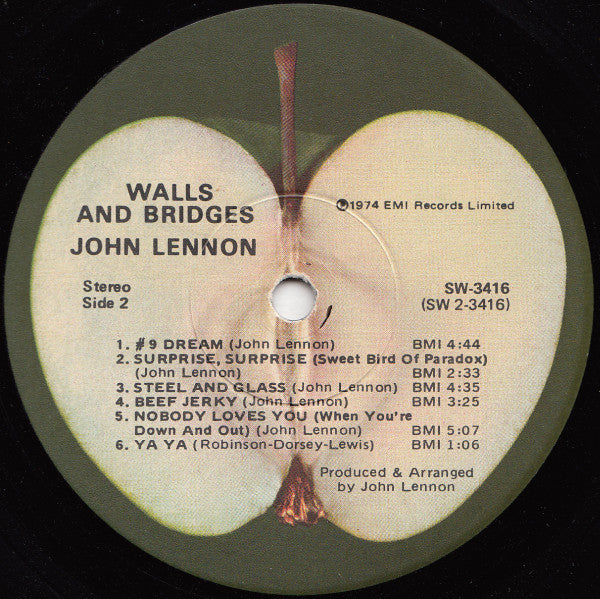 WALLS
AND BRIDGES
JOHN LENNON
℗1974 EMI Records Limited
Stereo
Side 2
SW-3416
(SW 2-3416)
1. #9 DREAM (John Lennon) BMI 4:44
2. SURPRISE, SURPRISE (Sweet Bird Of Paradox)
(John Lennon) BMI 2:33
3. STEEL AND GLASS (John Lennon) BMI 4:35
4. BEEF JERKY (John Lennon) BMI 3:25
5. NOBODY LOVES YOU (When You're
Down And Out) (John Lennon) BMI 5:07
6. YA YA (Robinson-Dorsey-Lewis) BMI 1:06
Produced & Arranged
by John Lennon